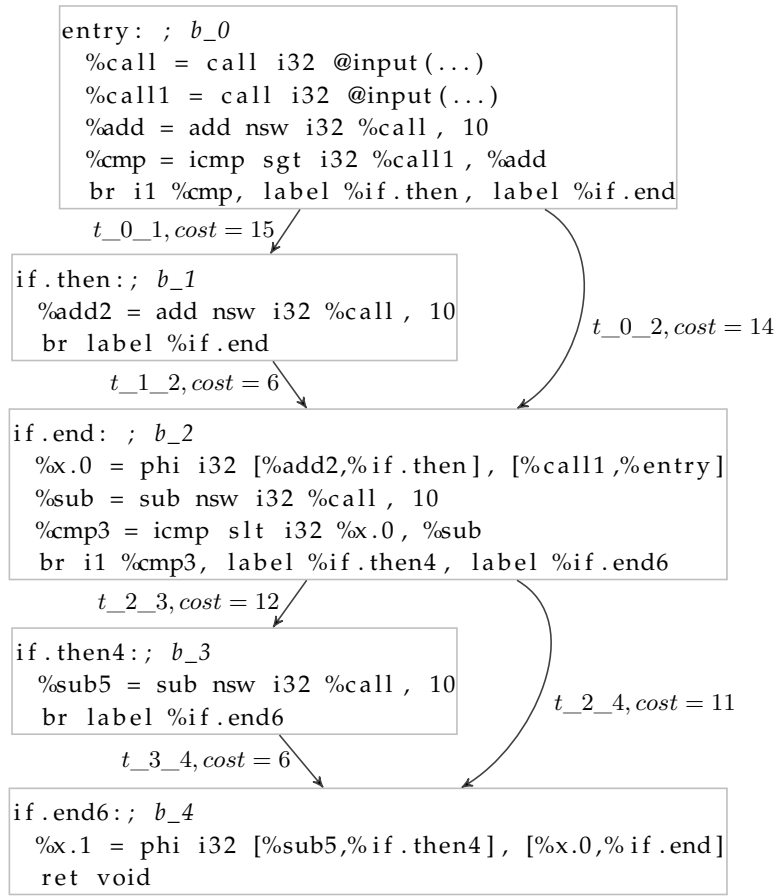 entry: ; b_0
%call = call i32 @input(...)
%call1 = call i32 @input(...)
%add = add nsw i32 %call, 10
%cmp = icmp sgt i32 %call1, %add
br i1 %cmp, label %if.then, label %if.end
t_0_1, cost = 15
if.then:; b_1
%add2 = add nsw i32 %call, 10
br label %if.end
t_0_2, cost = 14
t_1_2, cost = 6
if.end: ; b_2
%x.0 = phi i32 [%add2,%if.then], [%call1,%entry]
%sub = sub nsw i32 %call, 10
%cmp3 = icmp slt i32 %x.0, %sub
br i1 %cmp3, label %if.then4, label %if.end6
t_2_3, cost = 12
if.then4:; b_3
%sub5 = sub nsw i32 %call, 10
br label %if.end6
t_2_4, cost = 11
t_3_4, cost = 6
if.end6:; b_4
%x.1 = phi i32 [%sub5,%if.then4], [%x.0,%if.end]
ret void